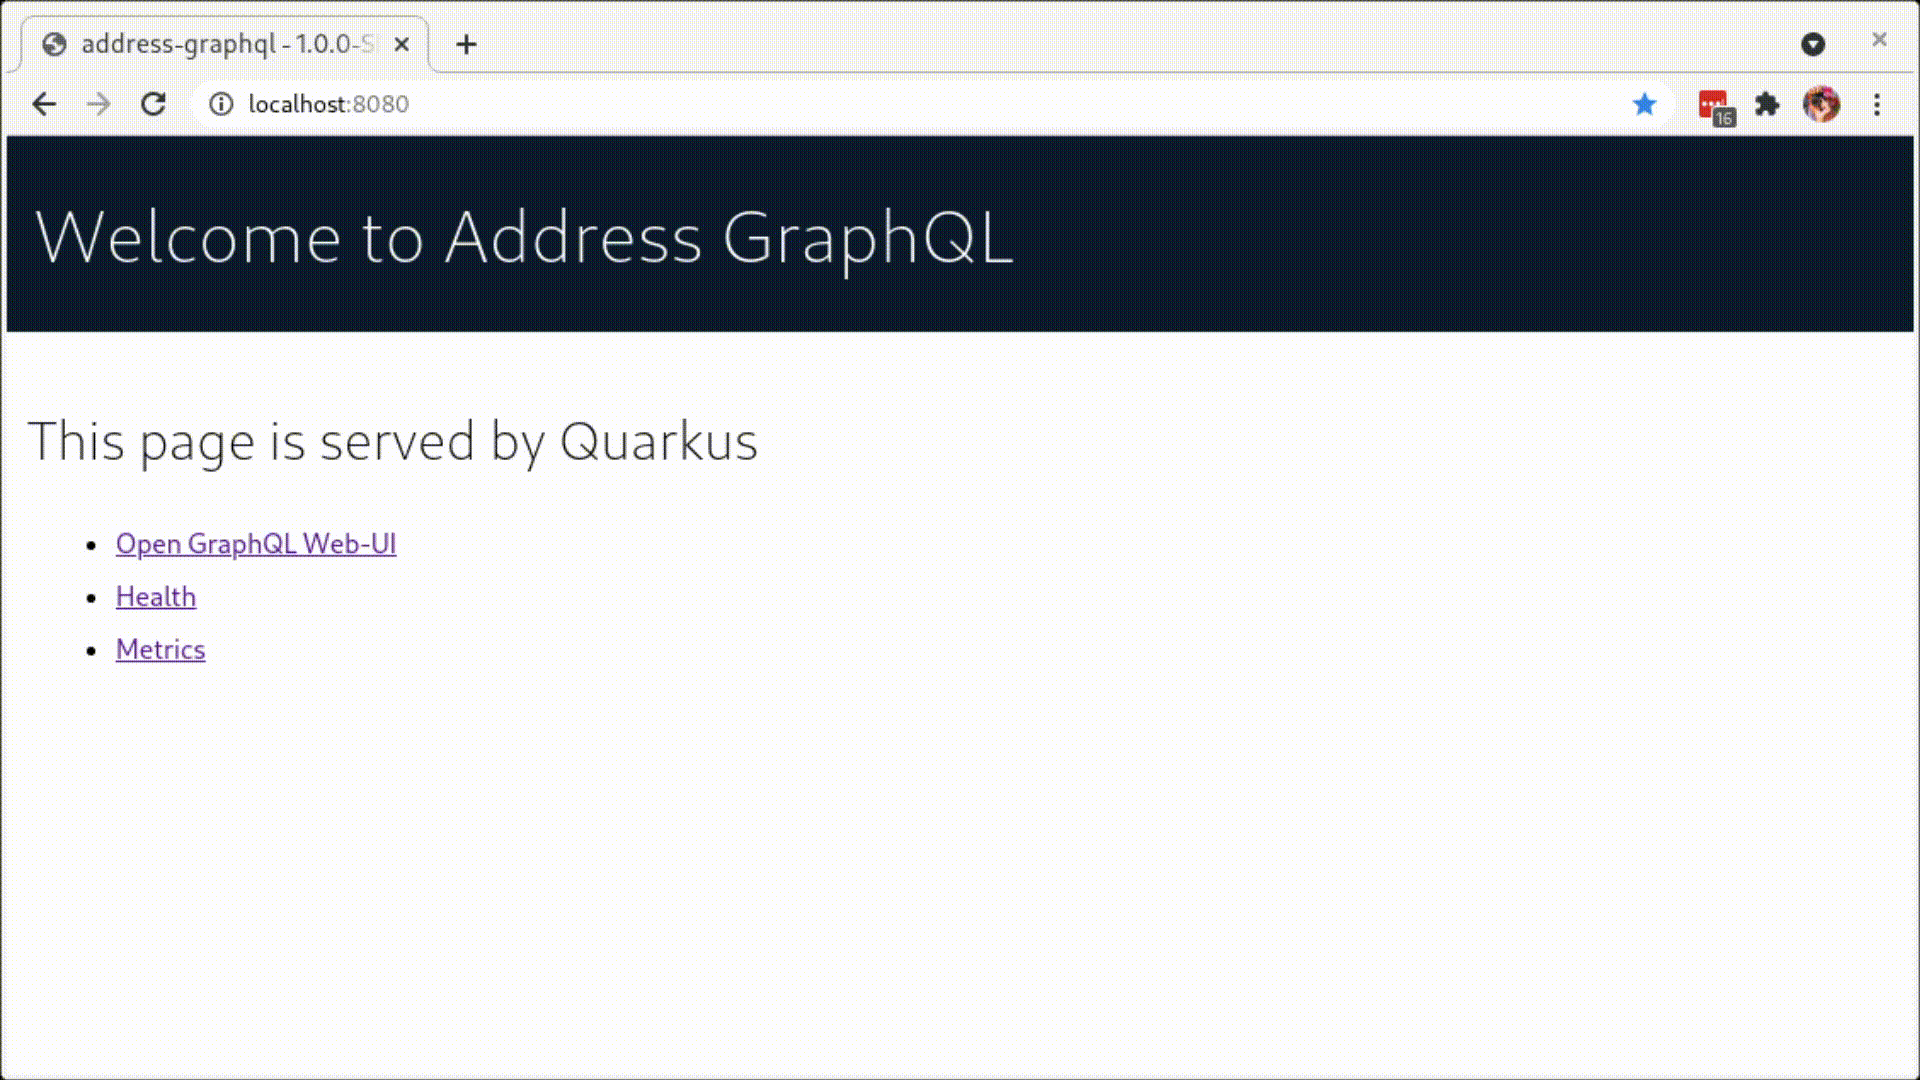 address-graphql - 1.0.0-S
localhost:8080
16
Welcome to Address GraphQL
This page is served by Quarkus
Open GraphQL Web-UI
Health
Metrics